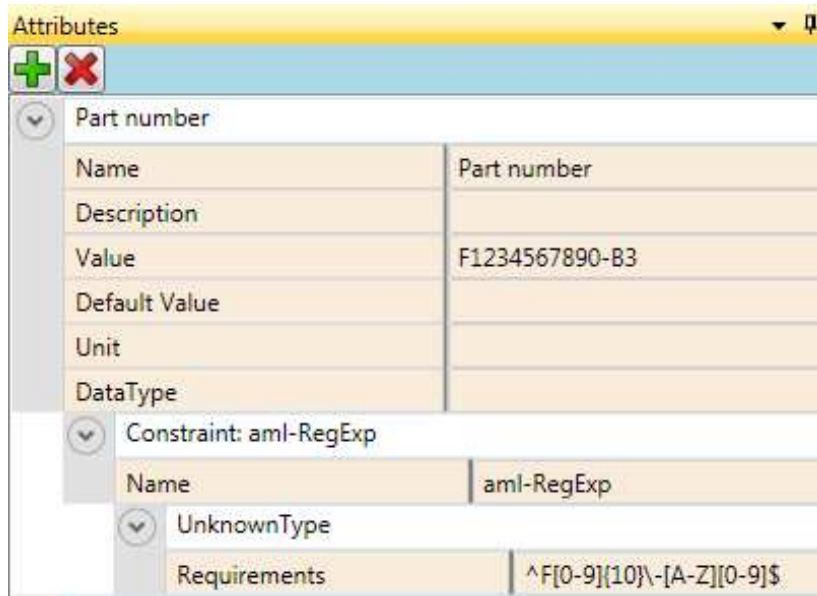 Attributes
Part number
Name Part number
Description
Value F1234567890-B3
Default Value
Unit
DataType
Constraint: aml-RegExp
Name aml-RegExp
UnknownType
Requirements ^F[0-9]{10}\-[A-Z][0-9]$